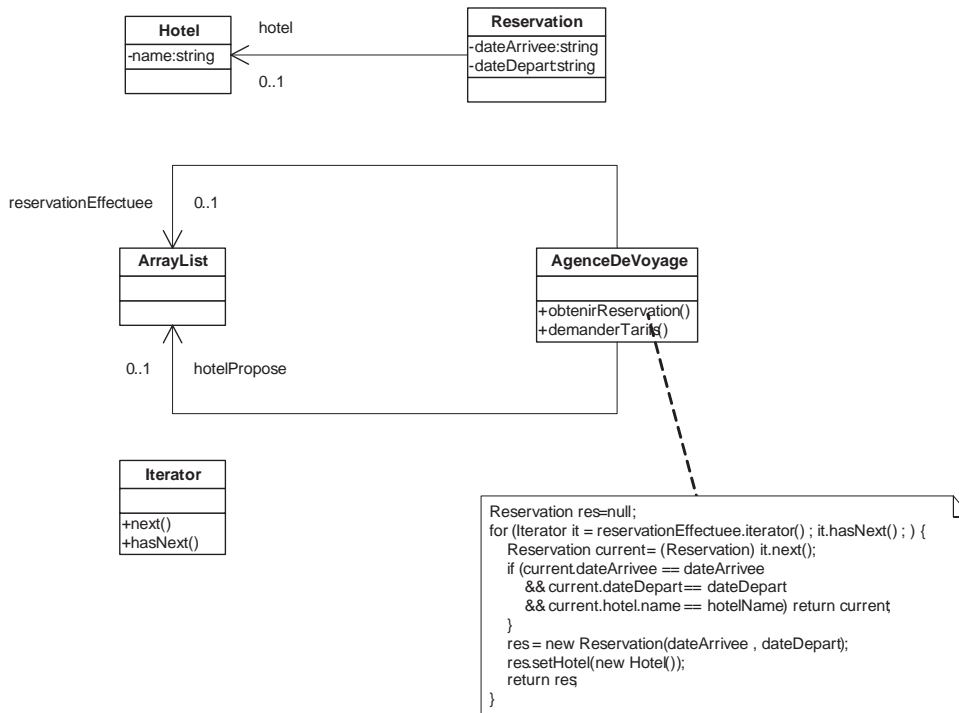 Hotel
-name:string
hotel
0..1
Reservation
-dateArrivee:string
-dateDepart:string
reservationEffectuee
0..1
ArrayList
AgenceDeVoyage
+obtenirReservation()
+demanderTarifs()
0..1
hotelPropose
Iterator
+next()
+hasNext()
Reservation res=null;
for (Iterator it = reservationEffectuee.iterator() ; it.hasNext() ; ) {
Reservation current= (Reservation) it.next();
if (current.dateArrivee == dateArrivee
&& current.dateDepart== dateDepart
&& current.hotel.name == hotelName) return current;
}
res = new Reservation(dateArrivee , dateDepart);
res.setHotel(new Hotel());
return res;
}